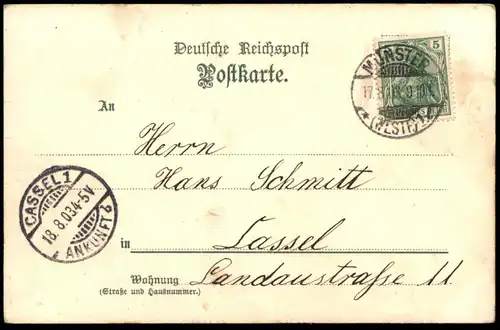 Deutsche Reichspost
Postkarte.
5
MÜNSTER
(WESTF.)
An
Herrn
Hans Schmitt
CASSEL 1
18.8.03.4-5V
ANKUNFT
in Cassel
Wohnung Landaustraße 11
(Straße und Hausnummer.)